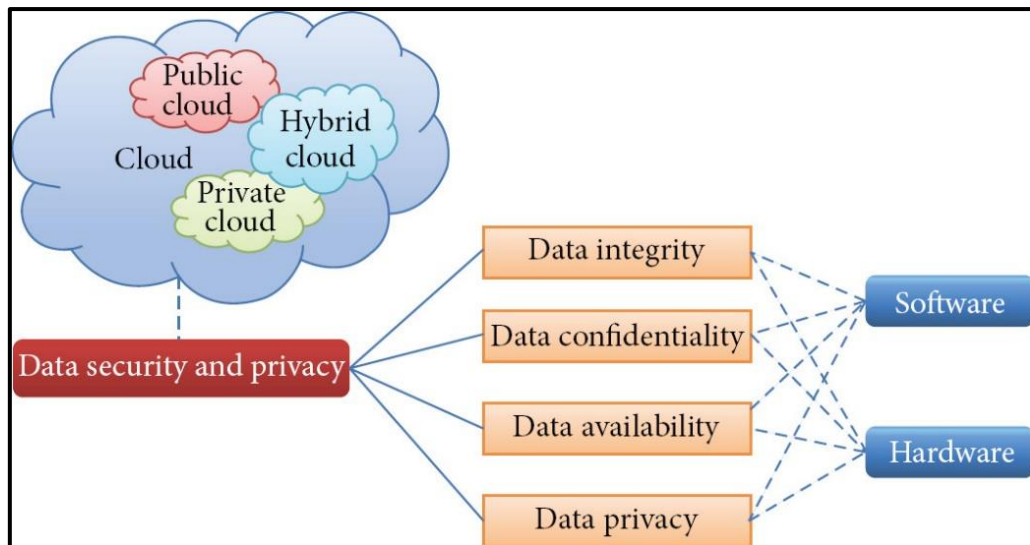 Public
cloud
Hybrid
cloud
Cloud
Private
cloud
Data security and privacy
Data integrity
Data confidentiality
Data availability
Data privacy
Software
Hardware